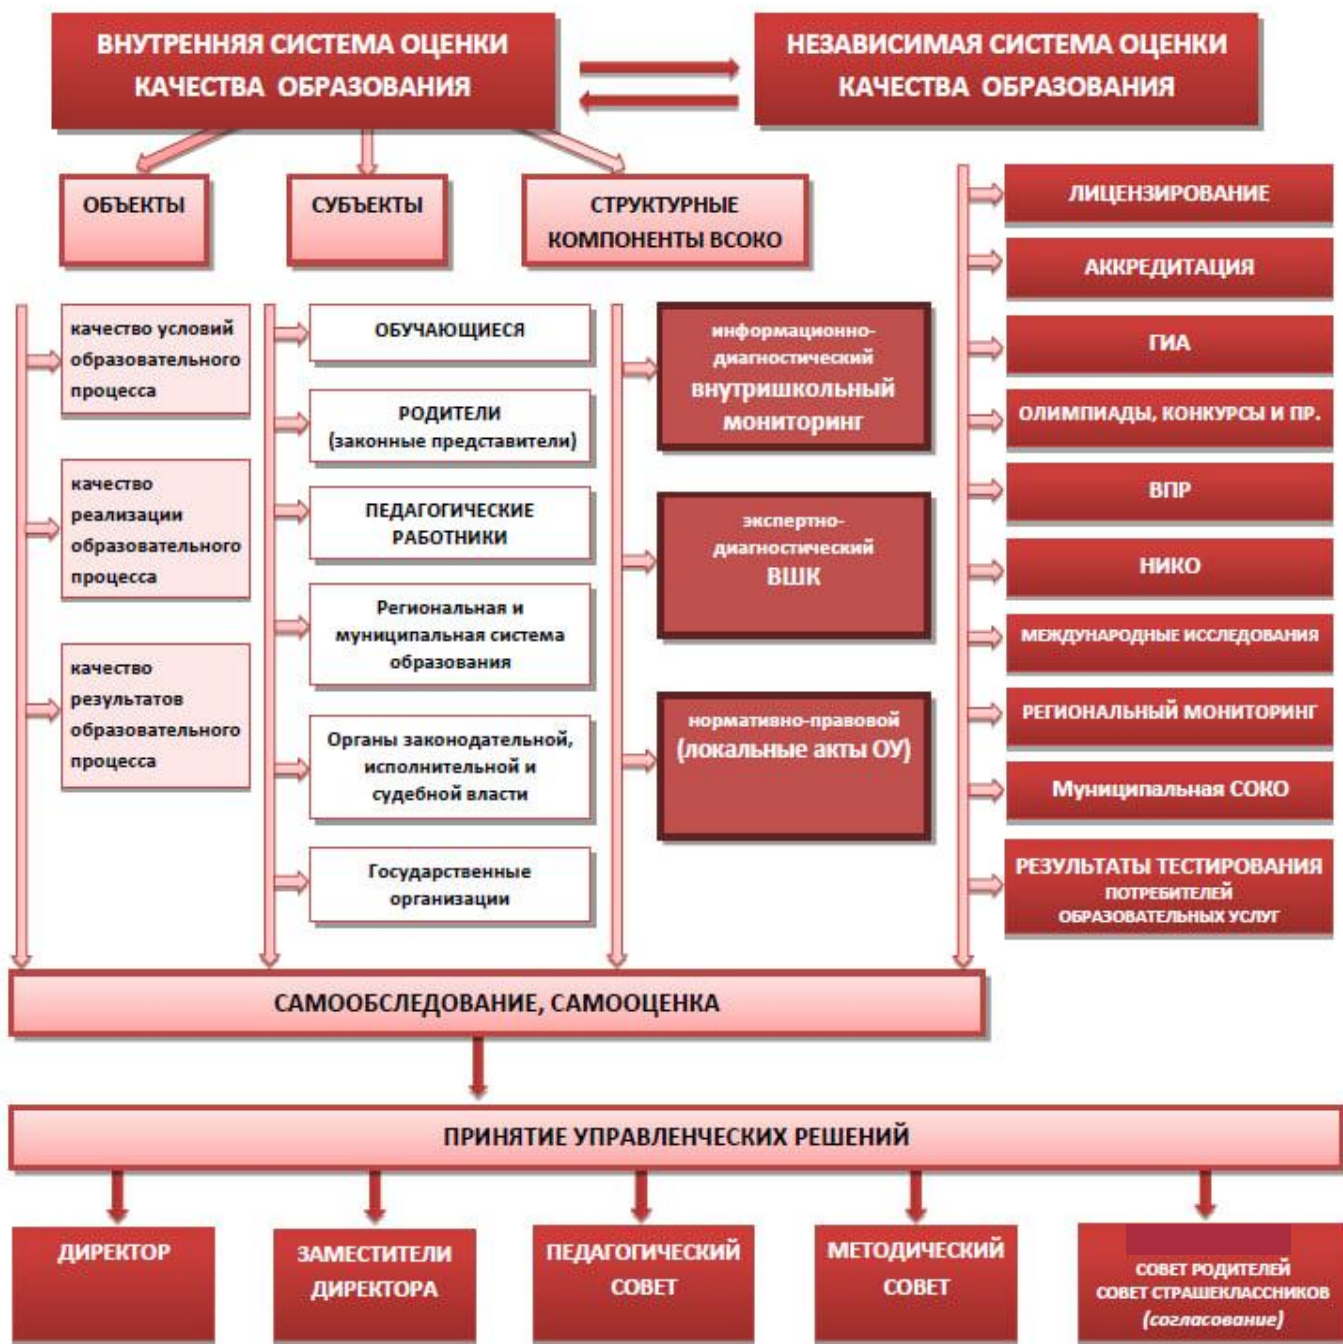 ВНУТРЕННЯЯ СИСТЕМА ОЦЕНКИ
КАЧЕСТВА ОБРАЗОВАНИЯ
НЕЗАВИСИМАЯ СИСТЕМА ОЦЕНКИ
КАЧЕСТВА ОБРАЗОВАНИЯ
ОБЪЕКТЫ
СУБЪЕКТЫ
СТРУКТУРНЫЕ
КОМПОНЕНТЫ ВСОКО
качество условий
образовательного
процесса
качество
реализации
образовательного
процесса
качество
результатов
образовательного
процесса
ОБУЧАЮЩИЕСЯ
РОДИТЕЛИ
(законные представители)
ПЕДАГОГИЧЕСКИЕ
РАБОТНИКИ
Региональная и
муниципальная система
образования
Органы законодательной,
исполнительной и
судебной власти
Государственные
организации
информационно-
диагностический
внутришкольный
мониторинг
экспертно-
диагностический
ВШК
нормативно-правовой
(локальные акты ОУ)
ЛИЦЕНЗИРОВАНИЕ
АККРЕДИТАЦИЯ
ГИА
ОЛИМПИАДЫ, КОНКУРСЫ И ПР.
ВПР
НИКО
МЕЖДУНАРОДНЫЕ ИССЛЕДОВАНИЯ
РЕГИОНАЛЬНЫЙ МОНИТОРИНГ
Муниципальная СОКО
РЕЗУЛЬТАТЫ ТЕСТИРОВАНИЯ
ПОТРЕБИТЕЛЕЙ
ОБРАЗОВАТЕЛЬНЫХ УСЛУГ
САМООБСЛЕДОВАНИЕ, САМООЦЕНКА
ПРИНЯТИЕ УПРАВЛЕНЧЕСКИХ РЕШЕНИЙ
ДИРЕКТОР
ЗАМЕСТИТЕЛИ
ДИРЕКТОРА
ПЕДАГОГИЧЕСКИЙ
СОВЕТ
МЕТОДИЧЕСКИЙ
СОВЕТ
СОВЕТ РОДИТЕЛЕЙ
СОВЕТ СТРАШЕКЛАССНИКОВ
(согласование)